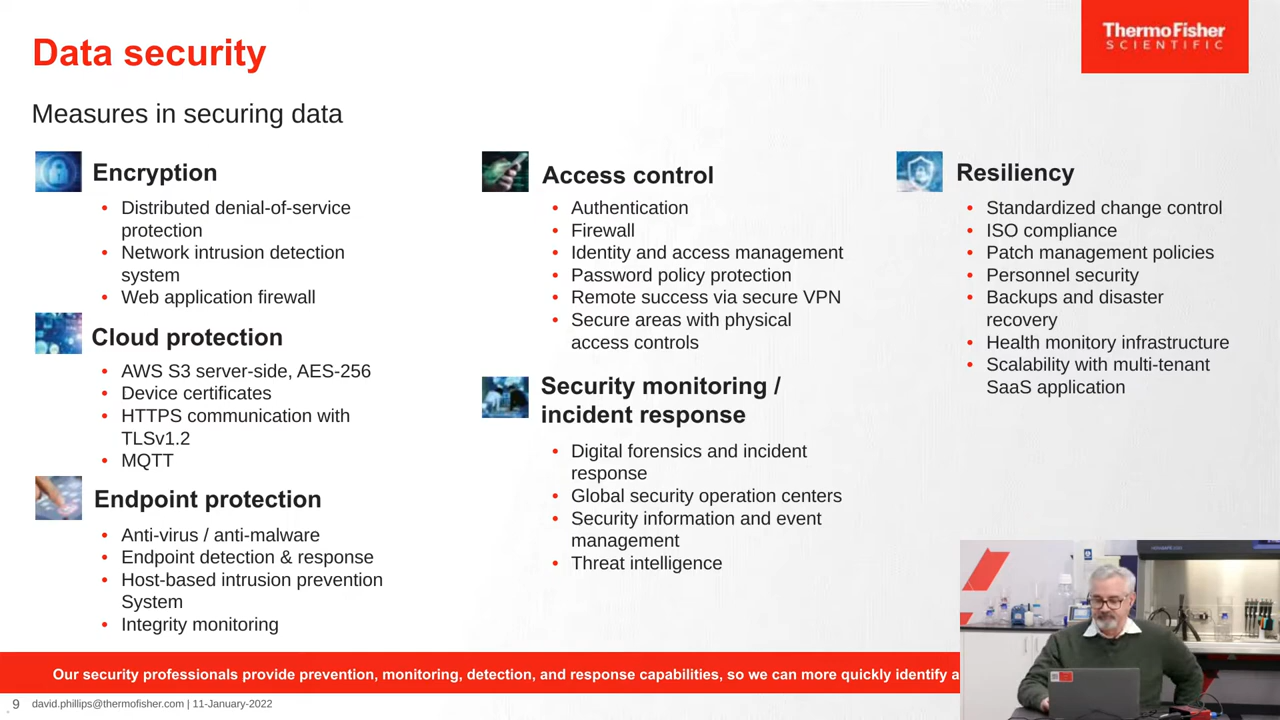 Data security
ThermoFisher
SCIENTIFIC
Measures in securing data
Encryption
• Distributed denial-of-service
protection
• Network intrusion detection
system
• Web application firewall
Cloud protection
• AWS S3 server-side, AES-256
• Device certificates
• HTTPS communication with
TLSv1.2
• MQTT
Endpoint protection
• Anti-virus / anti-malware
• Endpoint detection & response
• Host-based intrusion prevention
System
• Integrity monitoring
Access control
• Authentication
• Firewall
• Identity and access management
• Password policy protection
• Remote success via secure VPN
• Secure areas with physical
access controls
Security monitoring /
incident response
• Digital forensics and incident
response
• Global security operation centers
• Security information and event
management
• Threat intelligence
Resiliency
• Standardized change control
• ISO compliance
• Patch management policies
• Personnel security
• Backups and disaster
recovery
• Health monitory infrastructure
• Scalability with multi-tenant
SaaS application
Our security professionals provide prevention, monitoring, detection, and response capabilities, so we can more quickly identify a
9 david.phillips@thermofisher.com | 11-January-2022